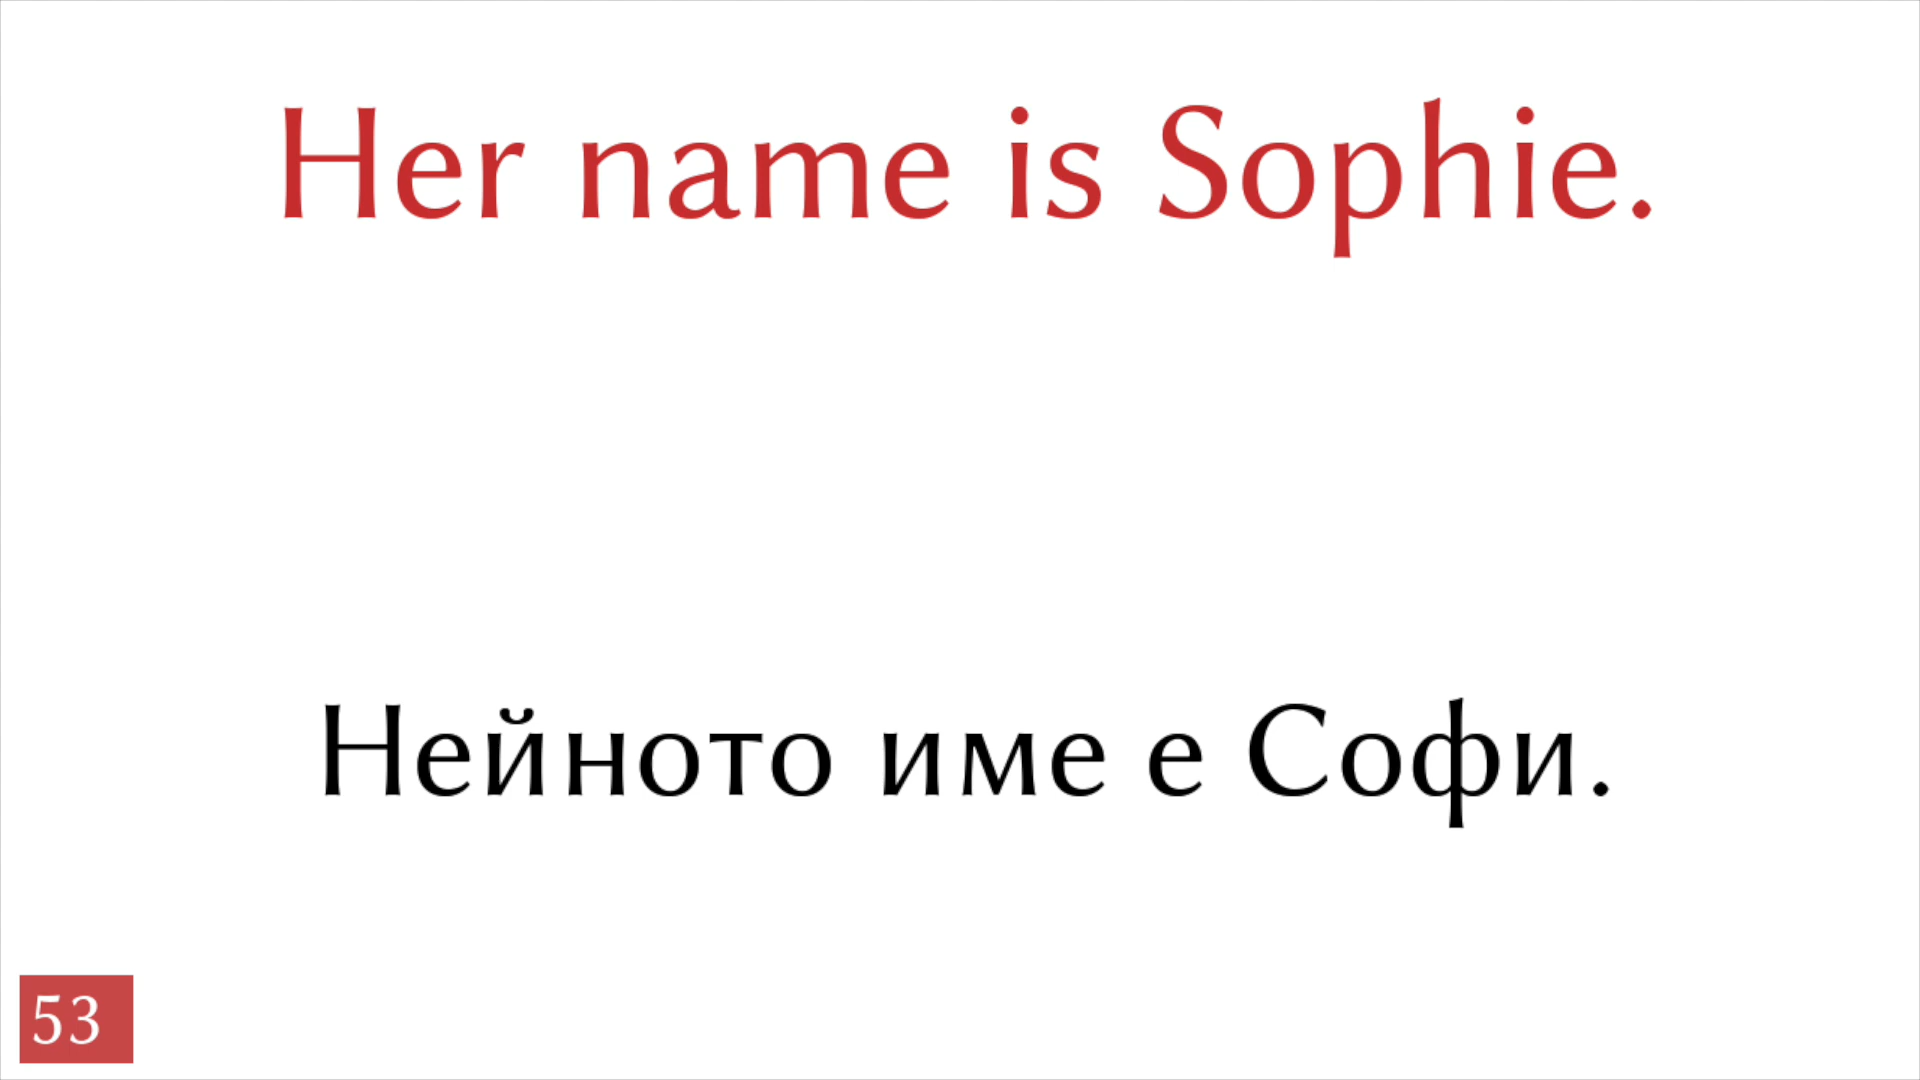 Her name is Sophie.
Нейното име е Софи.
53